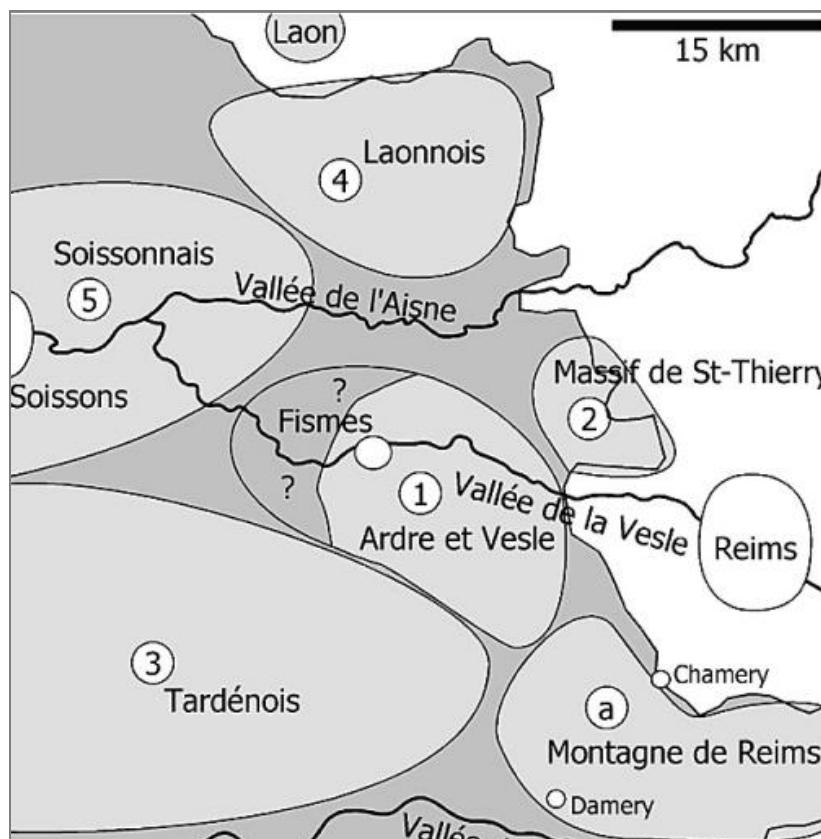 Laon
15 km
Laonnois
4
Soissonnais
5
Vallée de l'Aisne
Soissons
Massif de St-Thierry
2
?
Fismes
?
1
Vallée de la Vesle
Ardre et Vesle
Reims
3
Tardénois
Chamery
a
Montagne de Reims
Damery